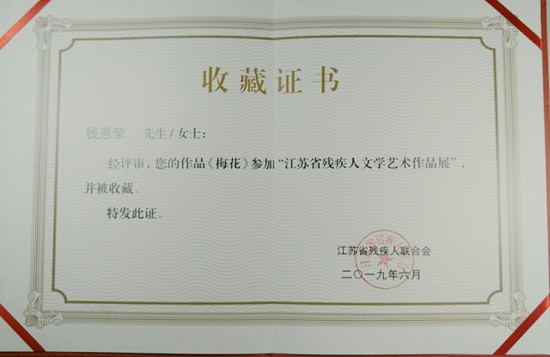 收藏证书
钱恩荣 先生/女士：
经评审，您的作品《梅花》参加“江苏省残疾人文学艺术作品展”，
并被收藏。
特发此证。
江苏省残疾人联合会
二〇一九年六月